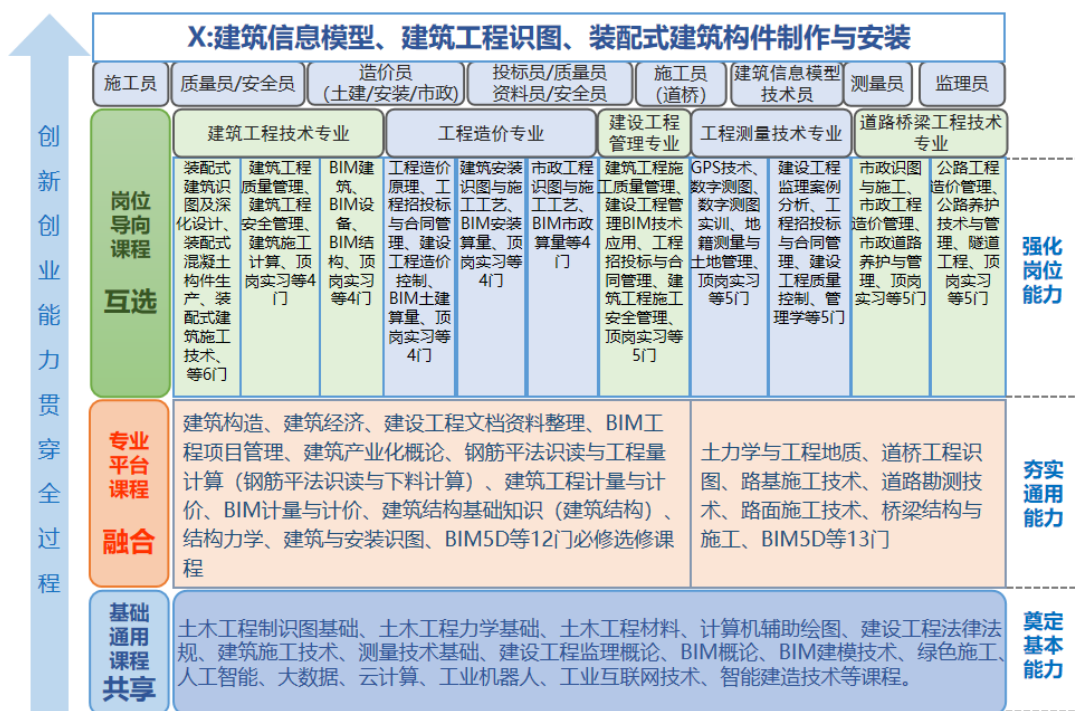 X:建筑信息模型、建筑工程识图、装配式建筑构件制作与安装
施工员
质量员/安全员
造价员
(土建/安装/市政)
投标员/质量员
资料员/安全员
施工员
(道桥)
建筑信息模型
技术员
测量员
监理员
创新创业能力贯穿全过程
岗位
导向
课程
互选
建筑工程技术专业
工程造价专业
建设工程
管理专业
工程测量技术专业
道路桥梁工程技术
专业
装配式
建筑识
图及深
化设计、
装配式
混凝土
构件生
产、装
配式建
筑施工
技术、
等6门
建筑工程
质量管理、
建筑工程
安全管理、
建筑施工
计算、顶
岗实习等4
门
BIM建
筑、
BIM设
备、
BIM结
构、顶
岗实习
等4门
工程造价
原理、工
程招投标
与合同管
理、建设
工程造价
控制、
BIM土建
算量、顶
岗实习等
4门
建筑安装
识图与施
工工艺、
BIM安装
算量、顶
岗实习等
4门
市政工程
识图与施
工工艺、
BIM市政
算量等4
门
建筑工程施
工质量管理、
建设工程管
理BIM技术
应用、工程
招投标与合
同管理、建
筑工程施工
安全管理、
顶岗实习等
5门
GPS技术、
数字测图、
数字测图
实训、地
籍测量与
土地管理、
顶岗实习
等5门
建设工程
监理案例
分析、工
程招投标
与合同管
理、建设
工程质量
控制、管
理学等5门
市政识图
与施工、
市政工程
造价管理、
市政道路
养护与管
理、顶岗
实习等5门
公路工程
造价管理、
公路养护
技术与管
理、隧道
工程、顶
岗实习
等5门
强化
岗位
能力
专业
平台
课程
融合
建筑构造、建筑经济、建设工程文档资料整理、BIM工
程项目管理、建筑产业化概论、钢筋平法识读与工程量
计算（钢筋平法识读与下料计算）、建筑工程计量与计
价、BIM计量与计价、建筑结构基础知识（建筑结构）、
结构力学、建筑与安装识图、BIM5D等12门必修选修课
程
土力学与工程地质、道桥工程识
图、路基施工技术、道路勘测技
术、路面施工技术、桥梁结构与
施工、BIM5D等13门
夯实
通用
能力
基础
通用
课程
共享
土木工程制识图基础、土木工程力学基础、土木工程材料、计算机辅助绘图、建设工程法律法
规、建筑施工技术、测量技术基础、建设工程监理概论、BIM概论、BIM建模技术、绿色施工、
人工智能、大数据、云计算、工业机器人、工业互联网技术、智能建造技术等课程。
奠定
基本
能力